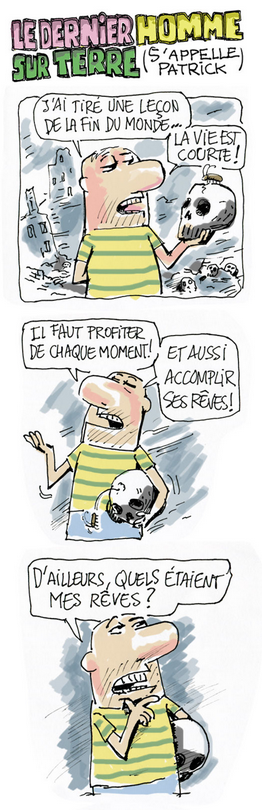 LE DERNIER HOMME
SUR TERRE (S'APPELLE
PATRICK)
J'AI TIRÉ UNE LEÇON
DE LA FIN DU MONDE...
LA VIE EST
COURTE!
IL FAUT PROFITER
DE CHAQUE MOMENT!
ET AUSSI
ACCOMPLIR
SES RÊVES!
D'AILLEURS, QUELS ÉTAIENT
MES RÊVES?